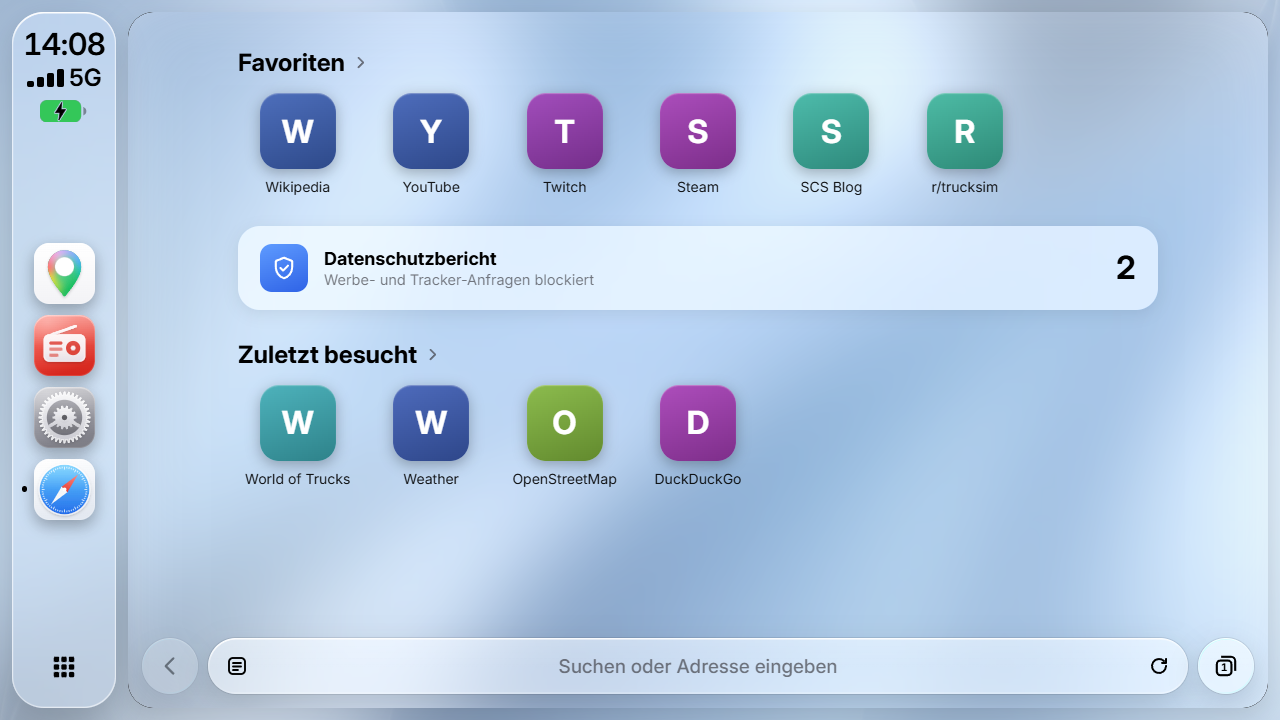 14:08
5G
Favoriten
W
Y
T
S
S
R
Wikipedia
YouTube
Twitch
Steam
SCS Blog
r/trucksim
Datenschutzbericht
Werbe- und Tracker-Anfragen blockiert
2
Zuletzt besucht
W
W
O
D
World of Trucks
Weather
OpenStreetMap
DuckDuckGo
Suchen oder Adresse eingeben
1